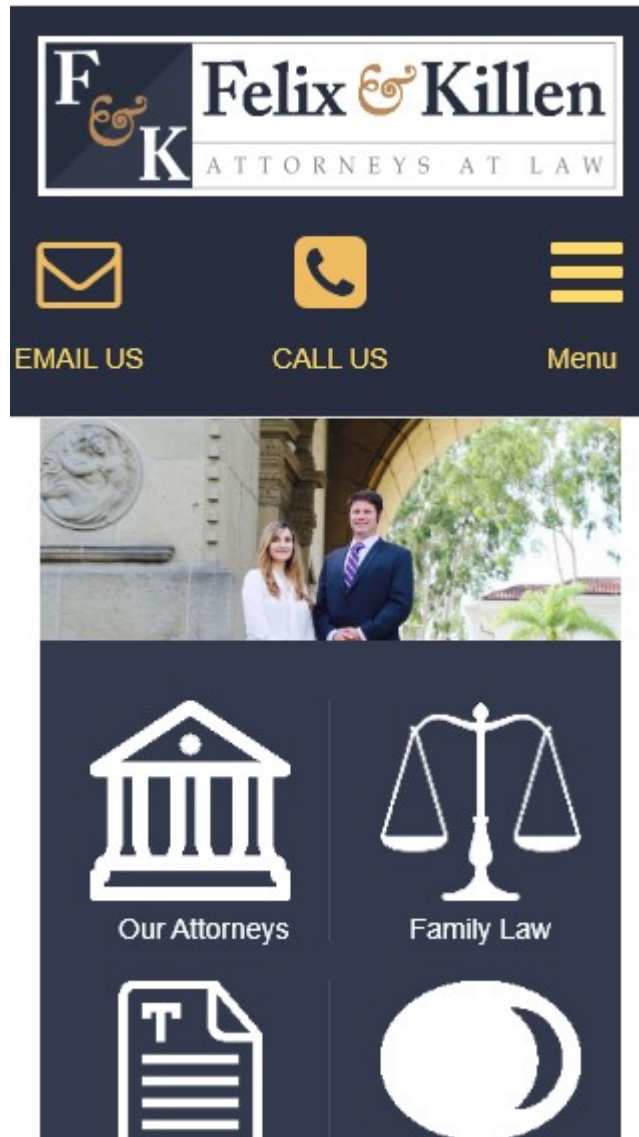 F
&
K
Felix & Killen
ATTORNEYS AT LAW
EMAIL US
CALL US
Menu
Our Attorneys
Family Law
T